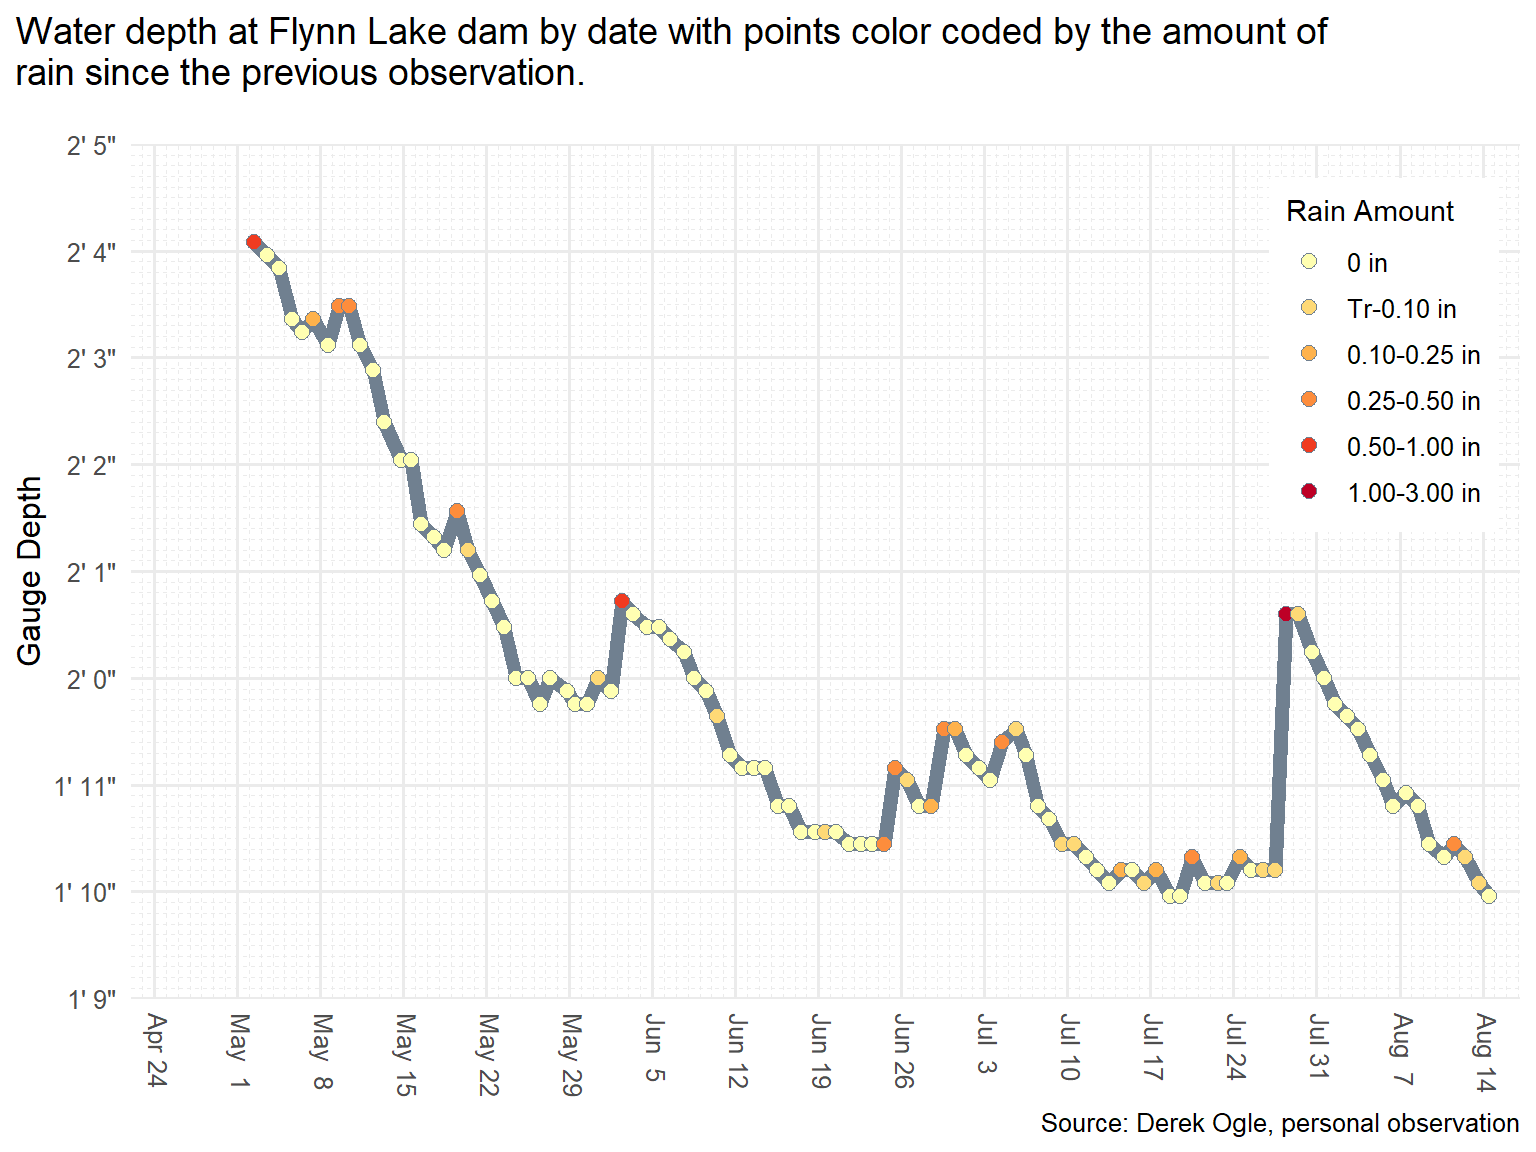 Water depth at Flynn Lake dam by date with points color coded by the amount of
rain since the previous observation.
2' 5"
2' 4"
2' 3"
2' 2"
2' 1"
2' 0"
1' 11"
1' 10"
1' 9"
Gauge Depth
Rain Amount
0 in
Tr-0.10 in
0.10-0.25 in
0.25-0.50 in
0.50-1.00 in
1.00-3.00 in
Apr 24
May 1
May 8
May 15
May 22
May 29
Jun 5
Jun 12
Jun 19
Jun 26
Jul 3
Jul 10
Jul 17
Jul 24
Jul 31
Aug 7
Aug 14
Source: Derek Ogle, personal observation